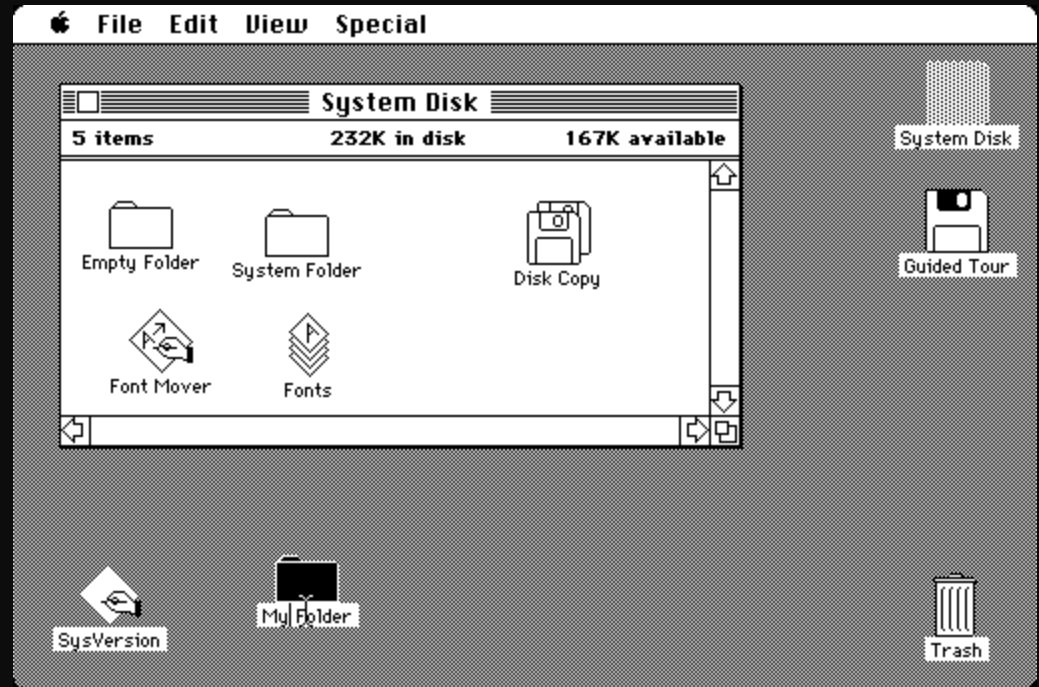 File Edit View Special
System Disk
5 items 232K in disk 167K available
System Disk
Empty Folder System Folder Disk Copy
Guided Tour
Font Mover Fonts
SysVersion My Folder
Trash